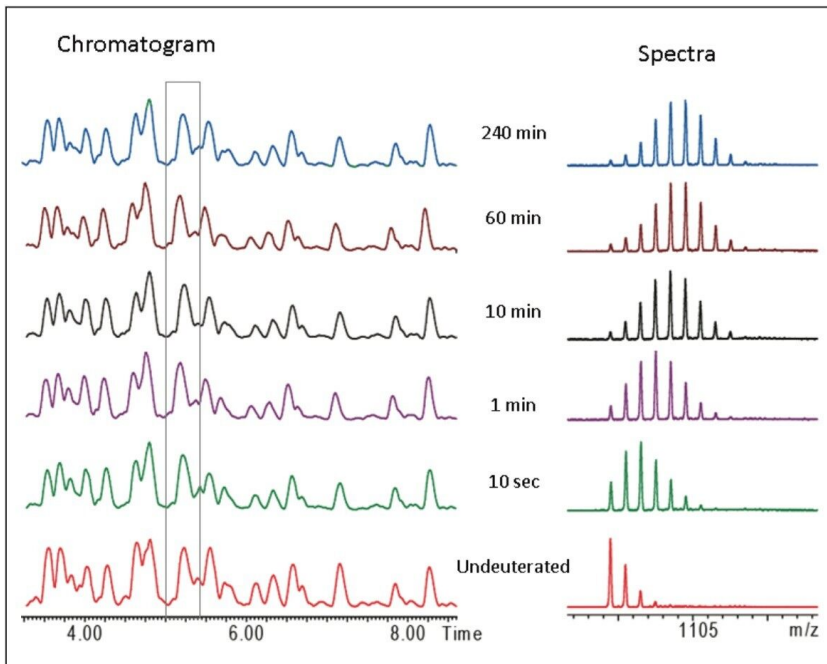 Chromatogram
Spectra
240 min
60 min
10 min
1 min
10 sec
Undeuterated
4.00 6.00 8.00 Time
1105 m/z